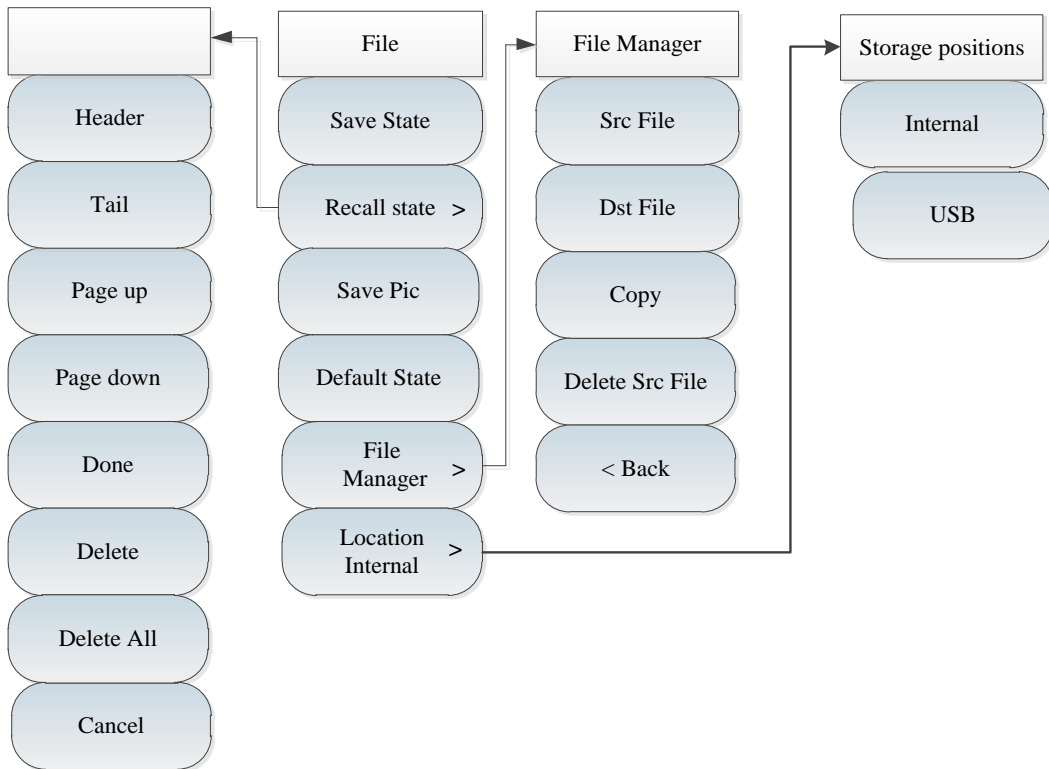 Header
Tail
Page up
Page down
Done
Delete
Delete All
Cancel
File
Save State
Recall state >
Save Pic
Default State
File
Manager >
Location
Internal >
File Manager
Src File
Dst File
Copy
Delete Src File
< Back
Storage positions
Internal
USB